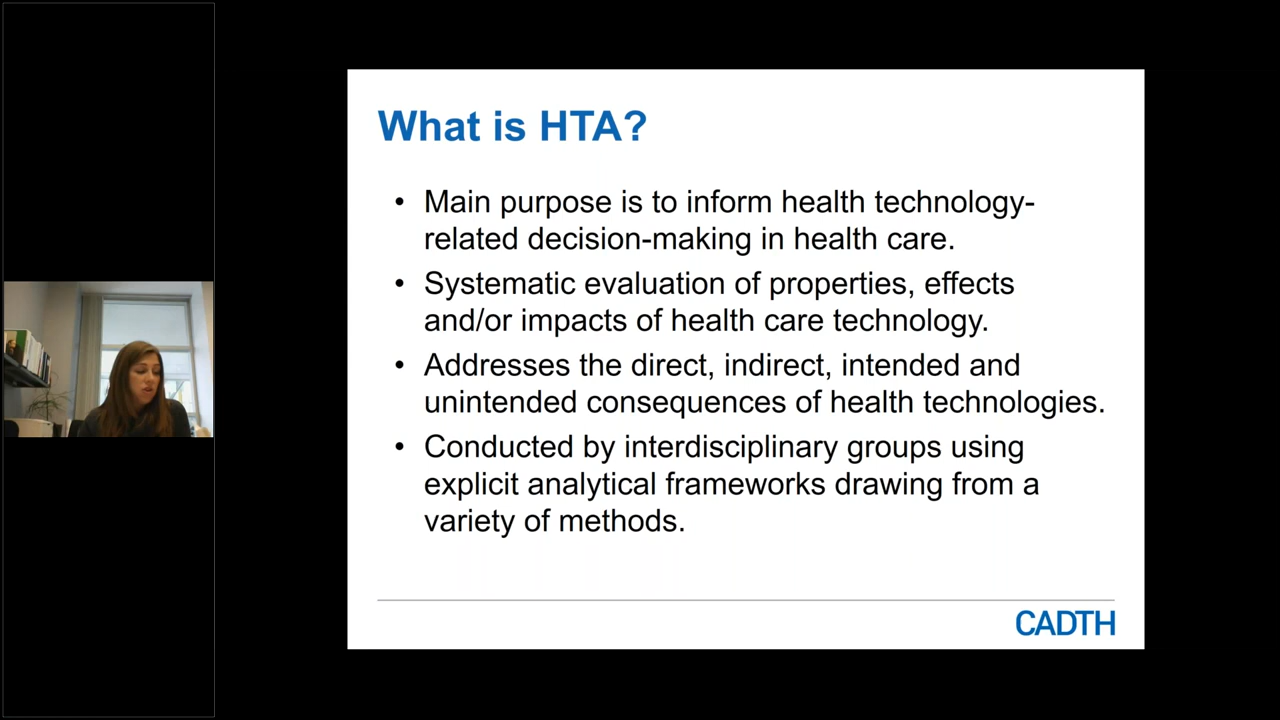 What is HTA?
• Main purpose is to inform health technology-
related decision-making in health care.
• Systematic evaluation of properties, effects
and/or impacts of health care technology.
• Addresses the direct, indirect, intended and
unintended consequences of health technologies.
• Conducted by interdisciplinary groups using
explicit analytical frameworks drawing from a
variety of methods.
CADTH